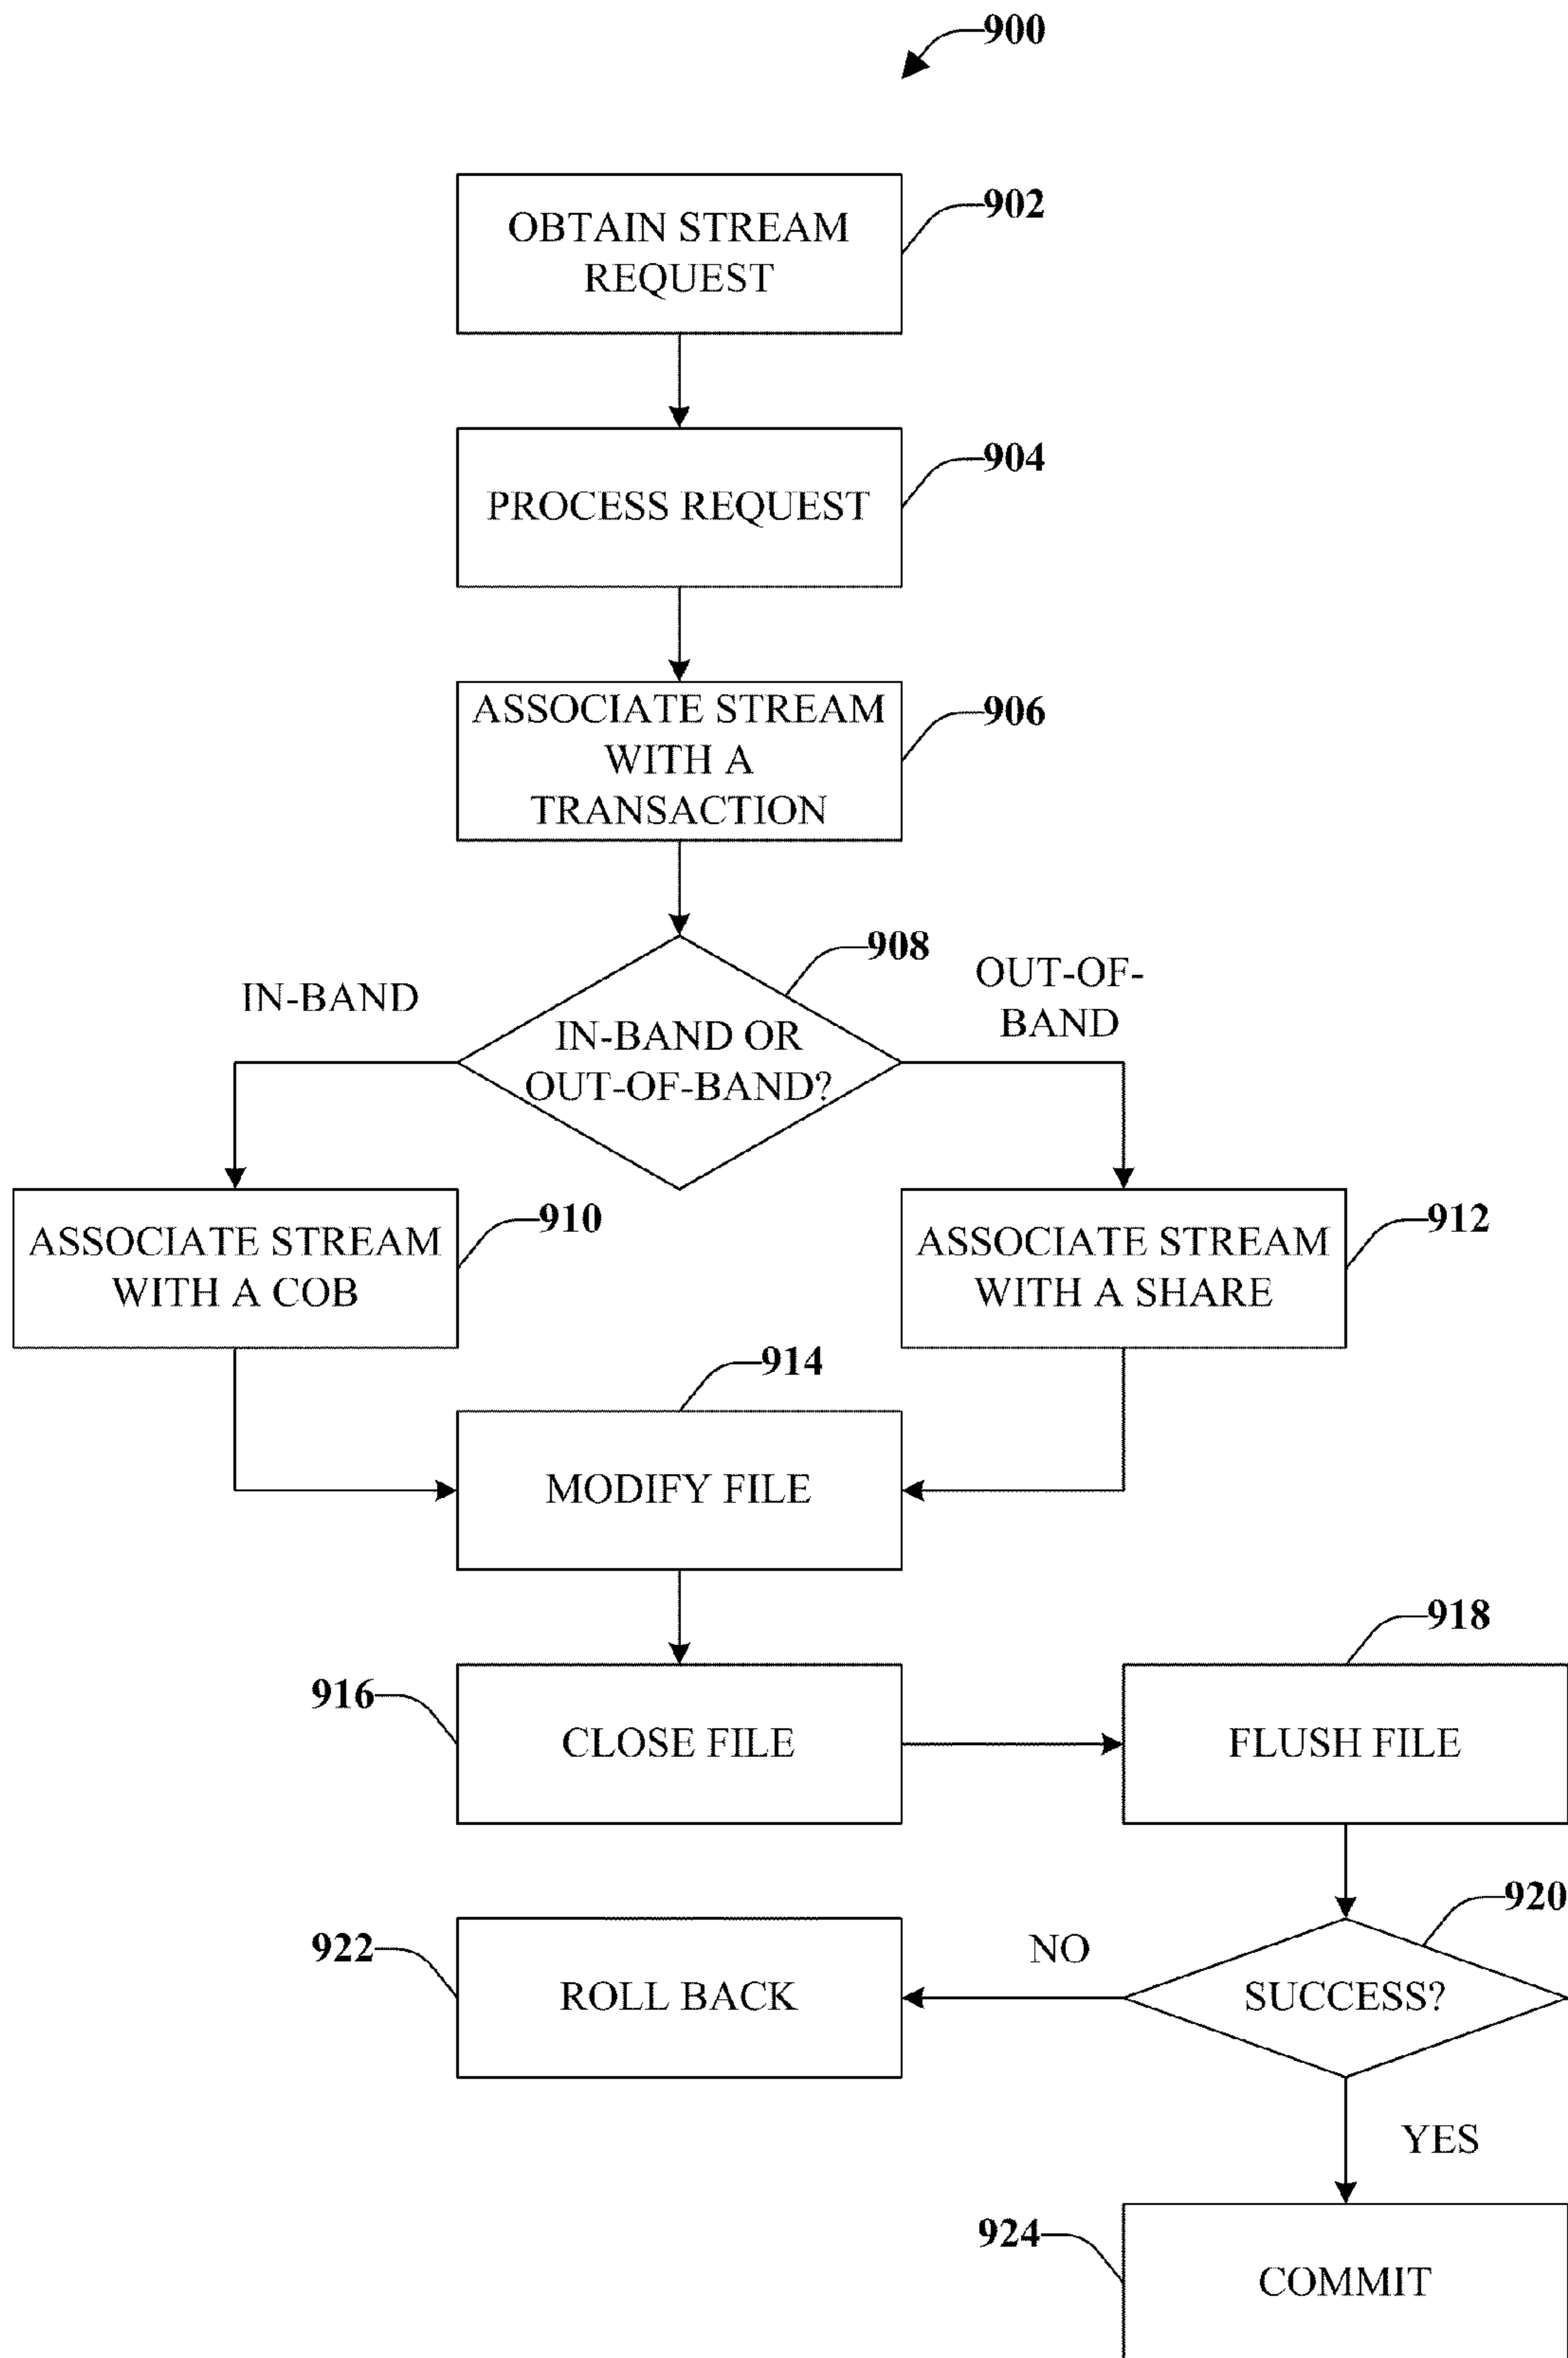 900
OBTAIN STREAM
REQUEST
902
PROCESS REQUEST
904
ASSOCIATE STREAM
WITH A
TRANSACTION
906
908
IN-BAND
OUT-OF-
BAND
IN-BAND OR
OUT-OF-BAND?
ASSOCIATE STREAM
WITH A COB
910
ASSOCIATE STREAM
WITH A SHARE
912
914
MODIFY FILE
916
CLOSE FILE
918
FLUSH FILE
920
922
ROLL BACK
NO
SUCCESS?
YES
924
COMMIT